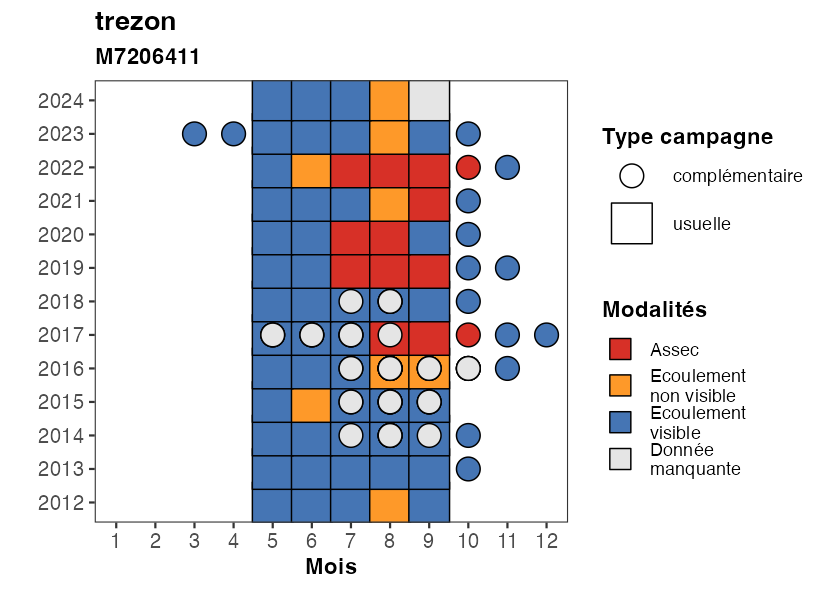 trezon
M7206411
2024
2023
2022
2021
2020
2019
2018
2017
2016
2015
2014
2013
2012
1 2 3 4 5 6 7 8 9 10 11 12
Mois
Type campagne
complémentaire
usuelle
Modalités
Assec
Ecoulement
non visible
Ecoulement
visible
Donnée
manquante